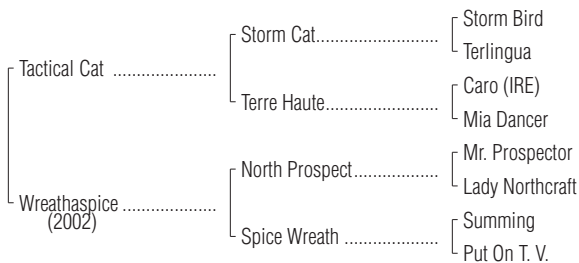 Storm Bird
Storm Cat..............................
Terlingua
Tactical Cat .........................
Caro (IRE)
Terre Haute...........................
Mia Dancer
Mr. Prospector
North Prospect.....................
Lady Northcraft
Wreathaspice .......................
(2002)
Summing
Spice Wreath .......................
Put On T. V.